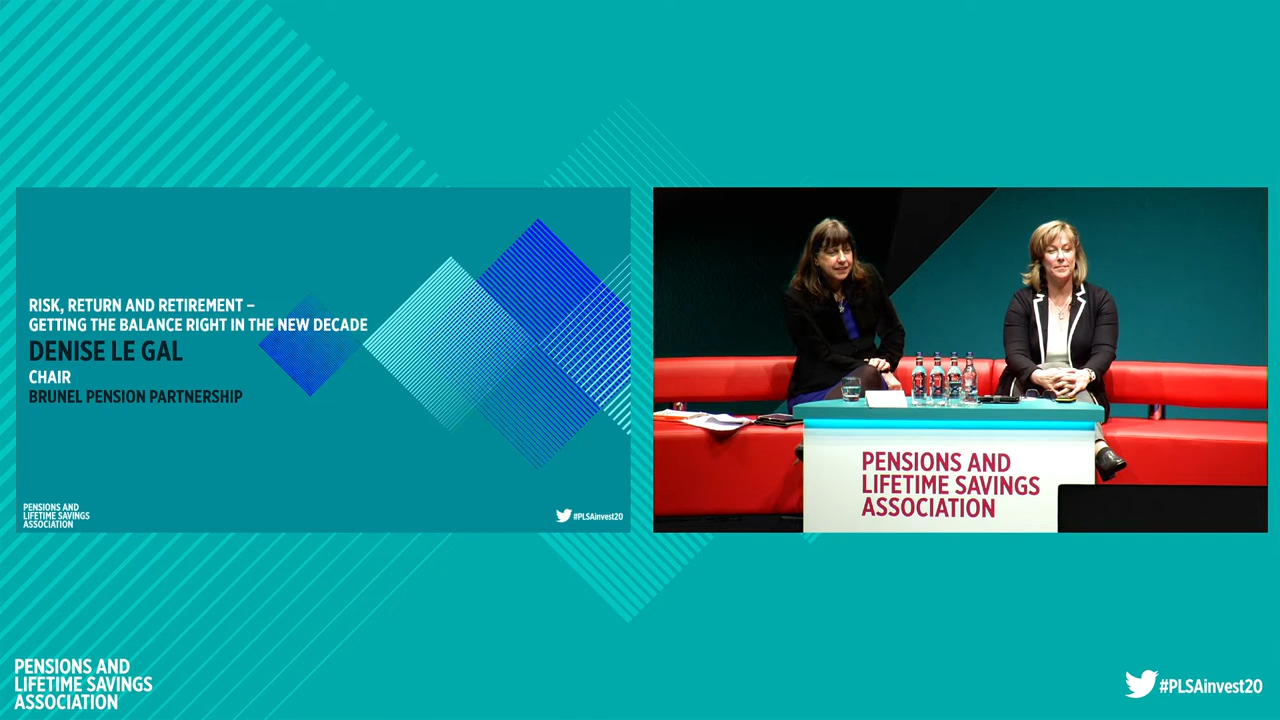 RISK, RETURN AND RETIREMENT –
GETTING THE BALANCE RIGHT IN THE NEW DECADE
DENISE LE GAL
CHAIR
BRUNEL PENSION PARTNERSHIP
PENSIONS AND
LIFETIME SAVINGS
ASSOCIATION
#PLSAinvest20
PENSIONS AND
LIFETIME SAVINGS
ASSOCIATION
PENSIONS AND
LIFETIME SAVINGS
ASSOCIATION
#PLSAinvest20